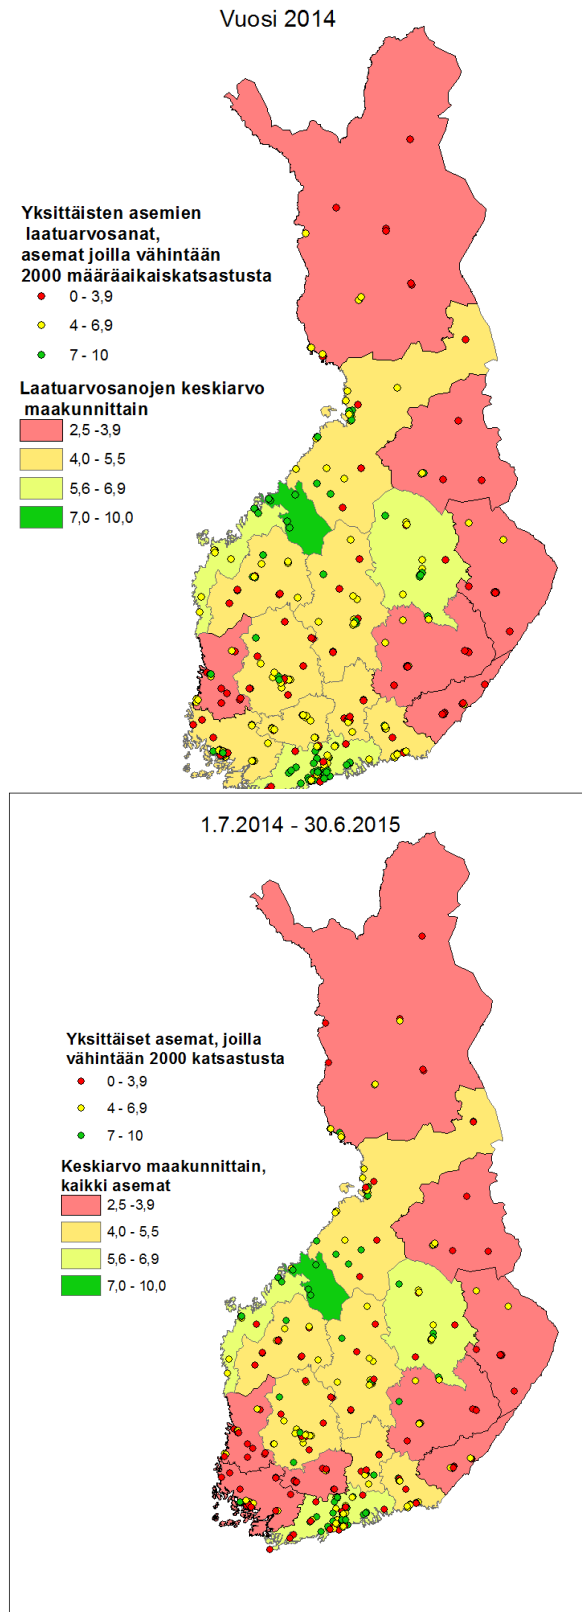 Vuosi 2014
Yksittäisten asemien
laatuarvosanat,
asemat joilla vähintään
2000 määräaikaiskatsastusta
0 - 3,9
4 - 6,9
7 - 10
Laatuarvosanojen keskiarvo
maakunnittain
2,5 -3,9
4,0 - 5,5
5,6 - 6,9
7,0 - 10,0
1.7.2014 - 30.6.2015
Yksittäiset asemat, joilla
vähintään 2000 katsastusta
0 - 3,9
4 - 6,9
7 - 10
Keskiarvo maakunnittain,
kaikki asemat
2,5 -3,9
4,0 - 5,5
5,6 - 6,9
7,0 - 10,0